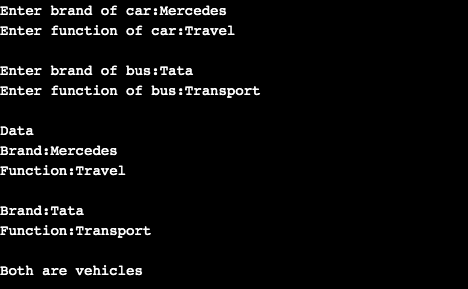 Enter brand of car:Mercedes
Enter function of car:Travel
Enter brand of bus:Tata
Enter function of bus:Transport
Data
Brand:Mercedes
Function:Travel
Brand:Tata
Function:Transport
Both are vehicles